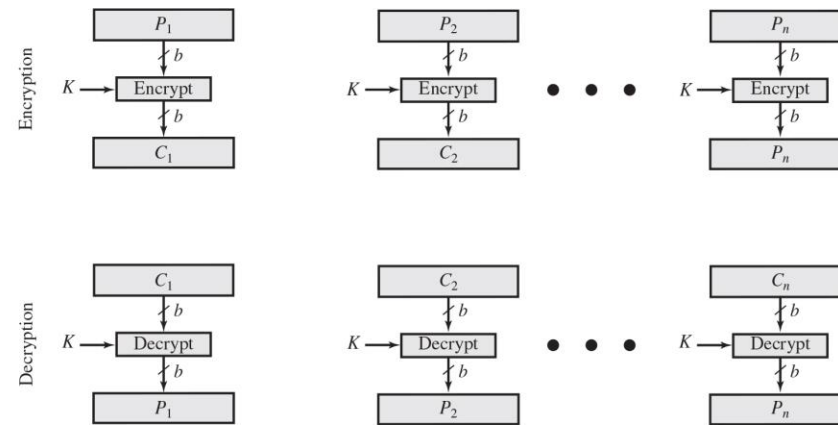 Encryption
P1 P2 Pn
b b b
K Encrypt K Encrypt K Encrypt
b b b
C1 C2 Pn
Decryption
C1 C2 Cn
b b b
K Decrypt K Decrypt K Decrypt
b b b
P1 P2 Pn